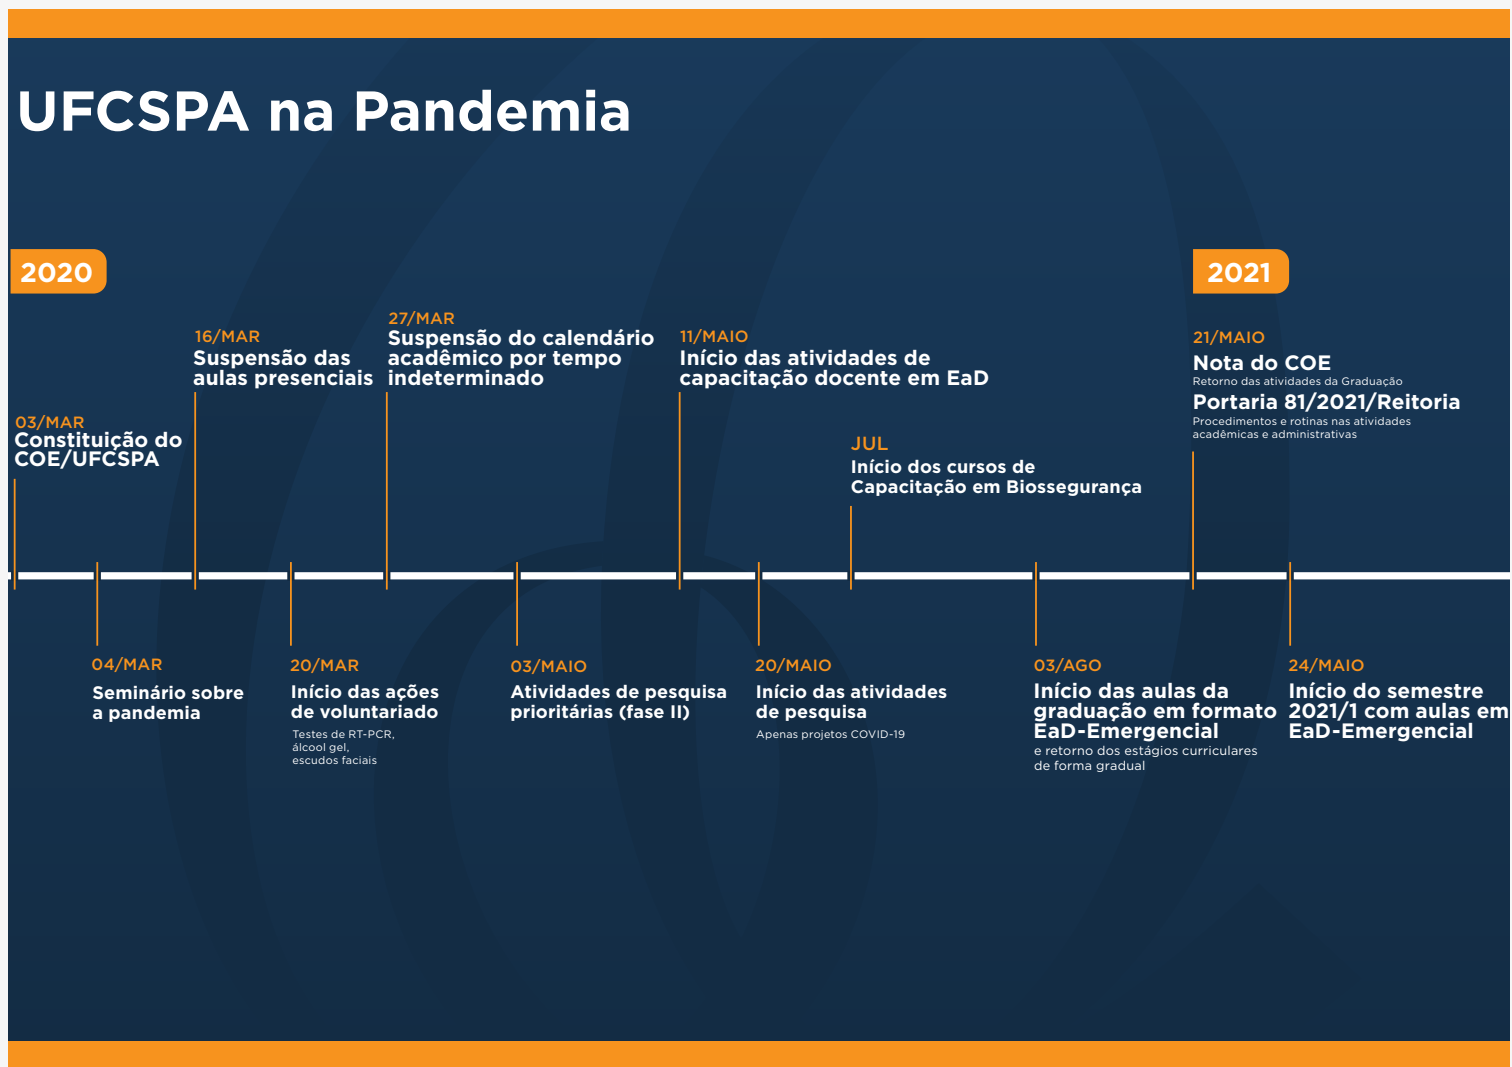 UFCSPA na Pandemia
2020
03/MAR
Constituição do
COE/UFCSPA
04/MAR
Seminário sobre
a pandemia
16/MAR
Suspensão das
aulas presenciais
20/MAR
Início das ações
de voluntariado
Testes de RT-PCR,
álcool gel,
escudos faciais
27/MAR
Suspensão do calendário
acadêmico por tempo
indeterminado
03/MAIO
Atividades de pesquisa
prioritárias (fase II)
11/MAIO
Início das atividades de
capacitação docente em EaD
20/MAIO
Início das atividades
de pesquisa
Apenas projetos COVID-19
JUL
Início dos cursos de
Capacitação em Biossegurança
03/AGO
Início das aulas da
graduação em formato
EaD-Emergencial
e retorno dos estágios curriculares
de forma gradual
2021
21/MAIO
Nota do COE
Retorno das atividades da Graduação
Portaria 81/2021/Reitoria
Procedimentos e rotinas nas atividades
acadêmicas e administrativas
24/MAIO
Início do semestre
2021/1 com aulas em
EaD-Emergencial